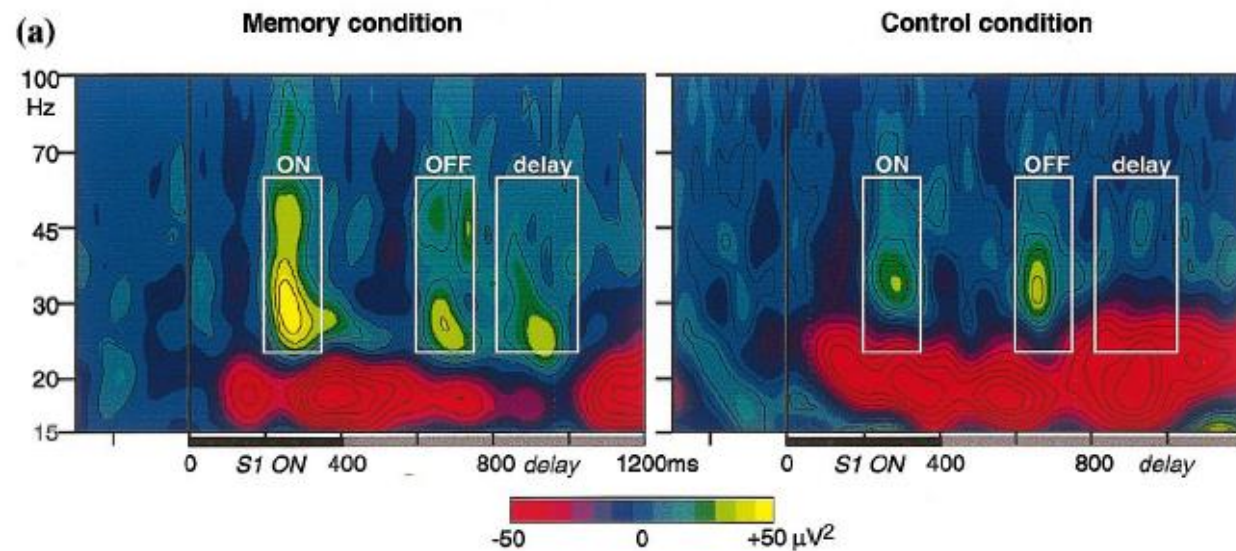 (a) Memory condition Control condition
100
Hz
70
45
30
20
15
ON OFF delay
ON OFF delay
0 S1 ON 400 800 delay 1200ms
0 S1 ON 400 800 delay
-50 0 +50 μV²